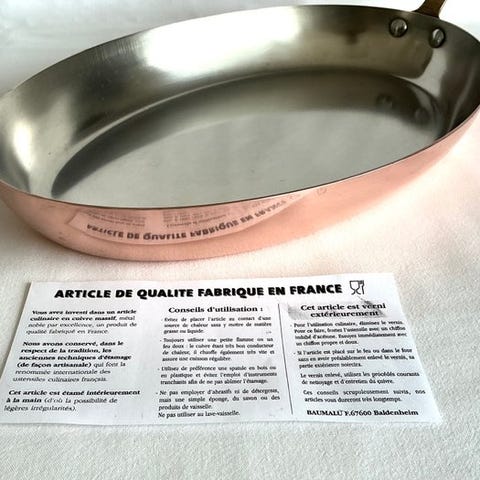 ARTICLE DE QUALITE FABRIQUE EN FRANCE
ARTICLE DE QUALITE FABRIQUE EN FRANCE
Vous avez investi dans un article
culinaire en cuivre massif, métal
noble par excellence, un produit de
qualité fabriqué en France.
Nous avons conservé, dans le
respect de la tradition, les
anciennes techniques d'étamage
(de façon artisanale) qui font la
renommée internationale des
ustensiles culinaires français.
Cet article est étamé intérieurement
à la main (d'où la possibilité de
légères irrégularités).
Conseils d'utilisation :
- Evitez de placer l'article au contact d'une
source de chaleur sans y mettre de matière
grasse ou liquide.
- Toujours utiliser une petite flamme ou un
feu doux : le cuivre étant très bon conducteur
de chaleur, il chauffe également très vite et
assure une cuisson régulière.
- Utilisez de préférence une spatule en bois ou
en plastique et évitez l'emploi d'instruments
tranchants afin de ne pas abîmer l'étamage.
- Ne pas employer d'abrasifs ni de détergeant,
mais une simple éponge, du savon ou des
produits de vaisselle.
Ne pas utiliser au lave-vaisselle.
Cet article est verni
extérieurement
- Pour l'utilisation culinaire, éliminez le vernis.
Pour ce faire, frottez l'ustensile avec un chiffon
imbibé d'acétone. Essuyez immédiatement avec
un chiffon propre et doux.
- Si l'article est placé sur le feu ou dans le four
sans en avoir préalablement enlevé le vernis, sa
partie extérieure noircira.
- Le vernis enlevé, utilisez les procédés courants
de nettoyage et d'entretien du cuivre.
Ces conseils scrupuleusement suivis, nos
articles vous dureront très longtemps.
BAUMALU F.67600 Baldenheim